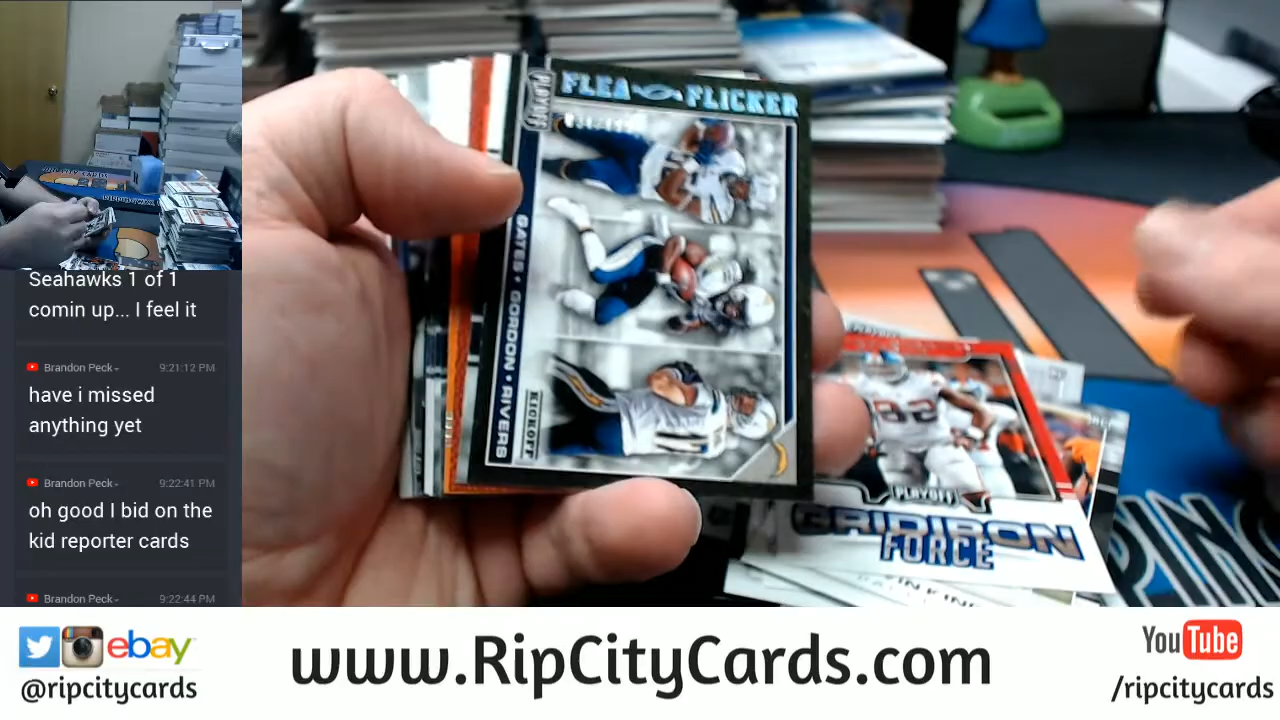 Seahawks 1 of 1
comin up... I feel it
Brandon Peck 9:21:12 PM
have i missed
anything yet
Brandon Peck 9:22:41 PM
oh good I bid on the
kid reporter cards
Brandon Peck 9:22:44 PM
PLAYOFF
FLEA FLICKER
GATES • GORDON • RIVERS
KICKOFF
82
PLAYOFF
GRIDIRON
FORCE
ebay
@ripcitycards
www.RipCityCards.com
YouTube
/ripcitycards